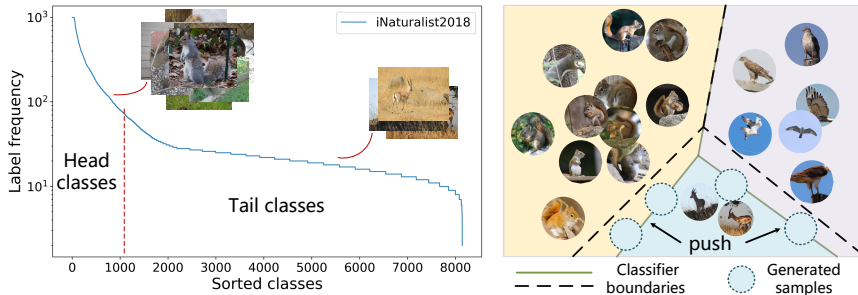 10³
iNaturalist2018
10²
Label frequency
Head
classes
10¹
Tail classes
0 1000 2000 3000 4000 5000 6000 7000 8000
Sorted classes
push
Classifier
boundaries
Generated
samples